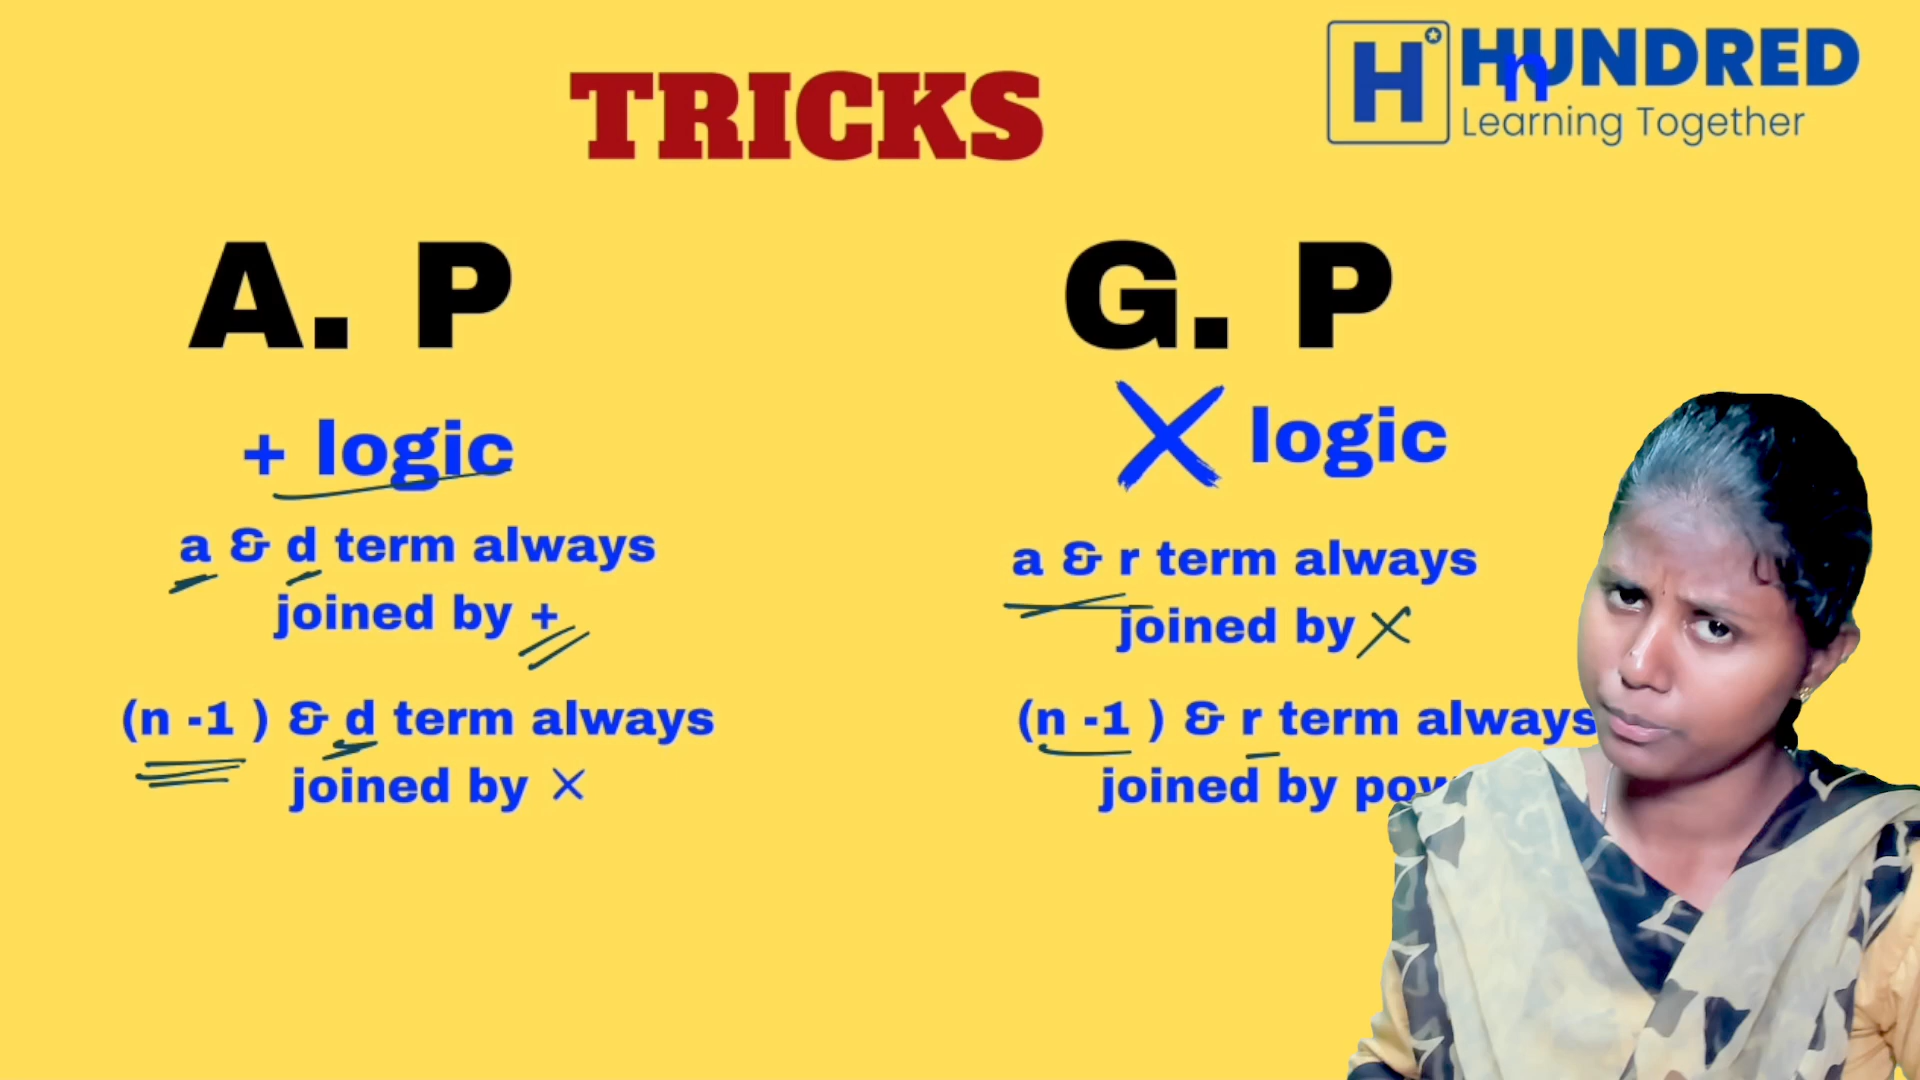 TRICKS
H HUNDRED
n
Learning Together
A. P
+ logic
a & d term always
joined by +
(n -1 ) & d term always
joined by ×
G. P
X logic
a & r term always
joined by ×
(n -1 ) & r term always
joined by